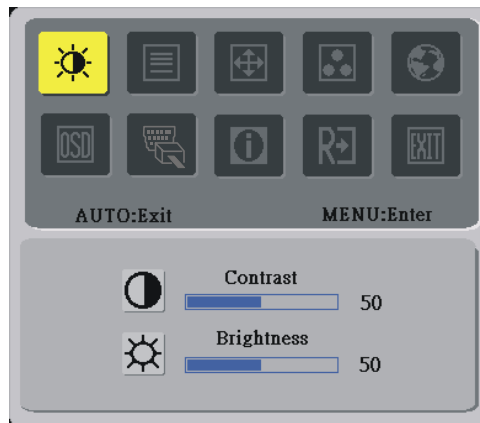 OSD R EXIT
AUTO:Exit MENU:Enter
Contrast
50
Brightness
50